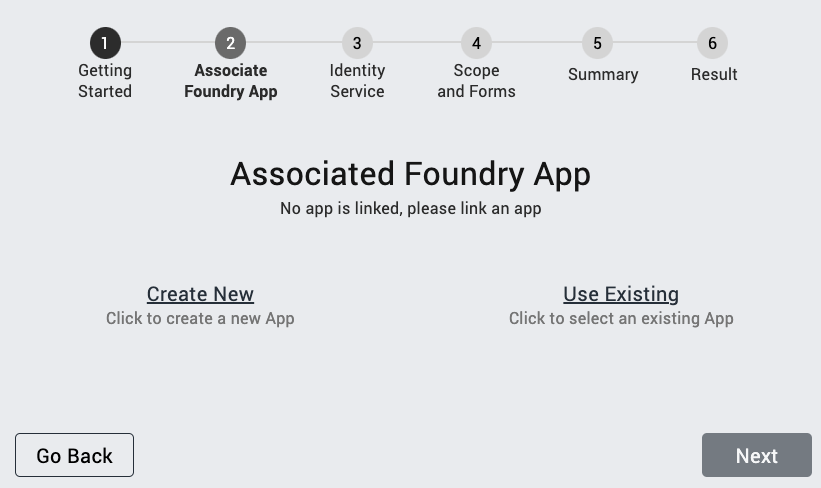 1
2
3
4
5
6
Getting
Started
Associate
Foundry App
Identity
Service
Scope
and Forms
Summary
Result
Associated Foundry App
No app is linked, please link an app
Create New
Click to create a new App
Use Existing
Click to select an existing App
Go Back
Next